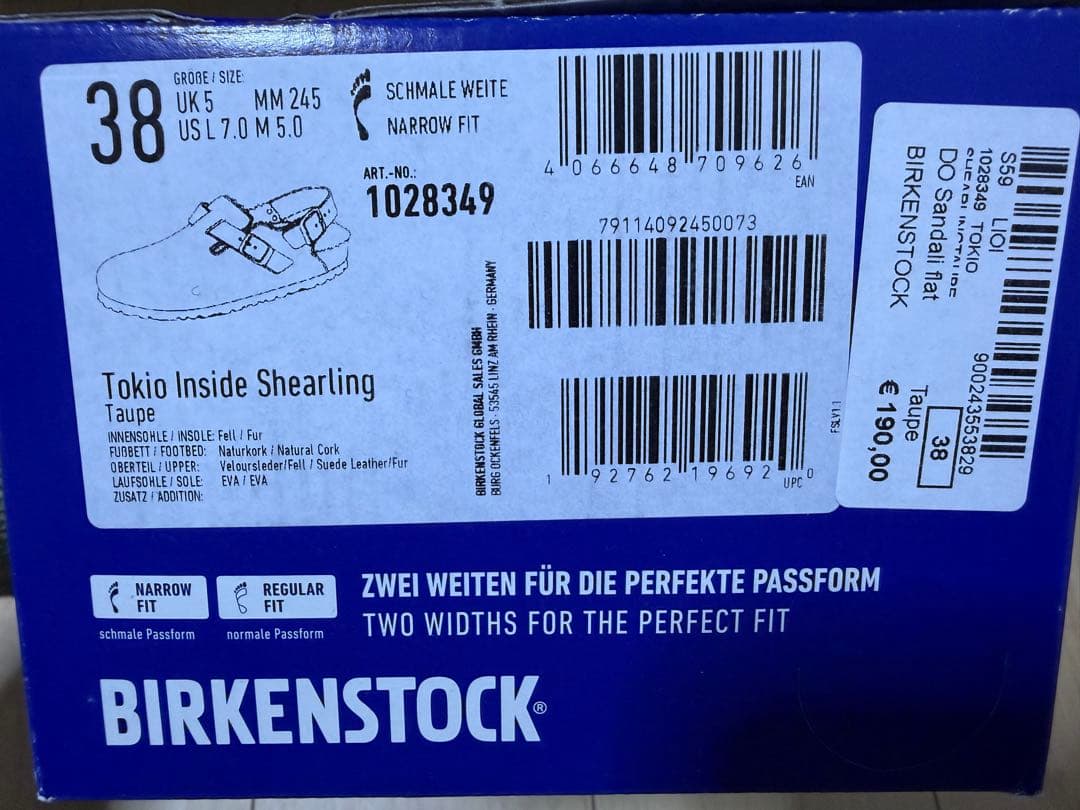 38
GRÖßE / SIZE:
UK 5 MM 245
US L 7.0 M 5.0
SCHMALE WEITE
NARROW FIT
ART.-NO.:
1028349
4 066648 709626
EAN
79114092450073
1 92762 19692 0
UPC
FSLV1.1
BIRKENSTOCK GLOBAL SALES GMBH
BURG OCKENFELS · 53545 LINZ AM RHEIN · GERMANY
Tokio Inside Shearling
Taupe
INNENSOHLE / INSOLE: Fell / Fur
FUßBETT / FOOTBED: Naturkork / Natural Cork
OBERTEIL / UPPER: Veloursleder/Fell / Suede Leather/Fur
LAUFSOHLE / SOLE: EVA / EVA
ZUSATZ / ADDITION:
S59 LIOI
1028349 TOKIO
DO Sandali flat
BIRKENSTOCK
900243553829
38
Taupe
€ 190,00
NARROW FIT
schmale Passform
REGULAR FIT
normale Passform
ZWEI WEITEN FÜR DIE PERFEKTE PASSFORM
TWO WIDTHS FOR THE PERFECT FIT
BIRKENSTOCK®